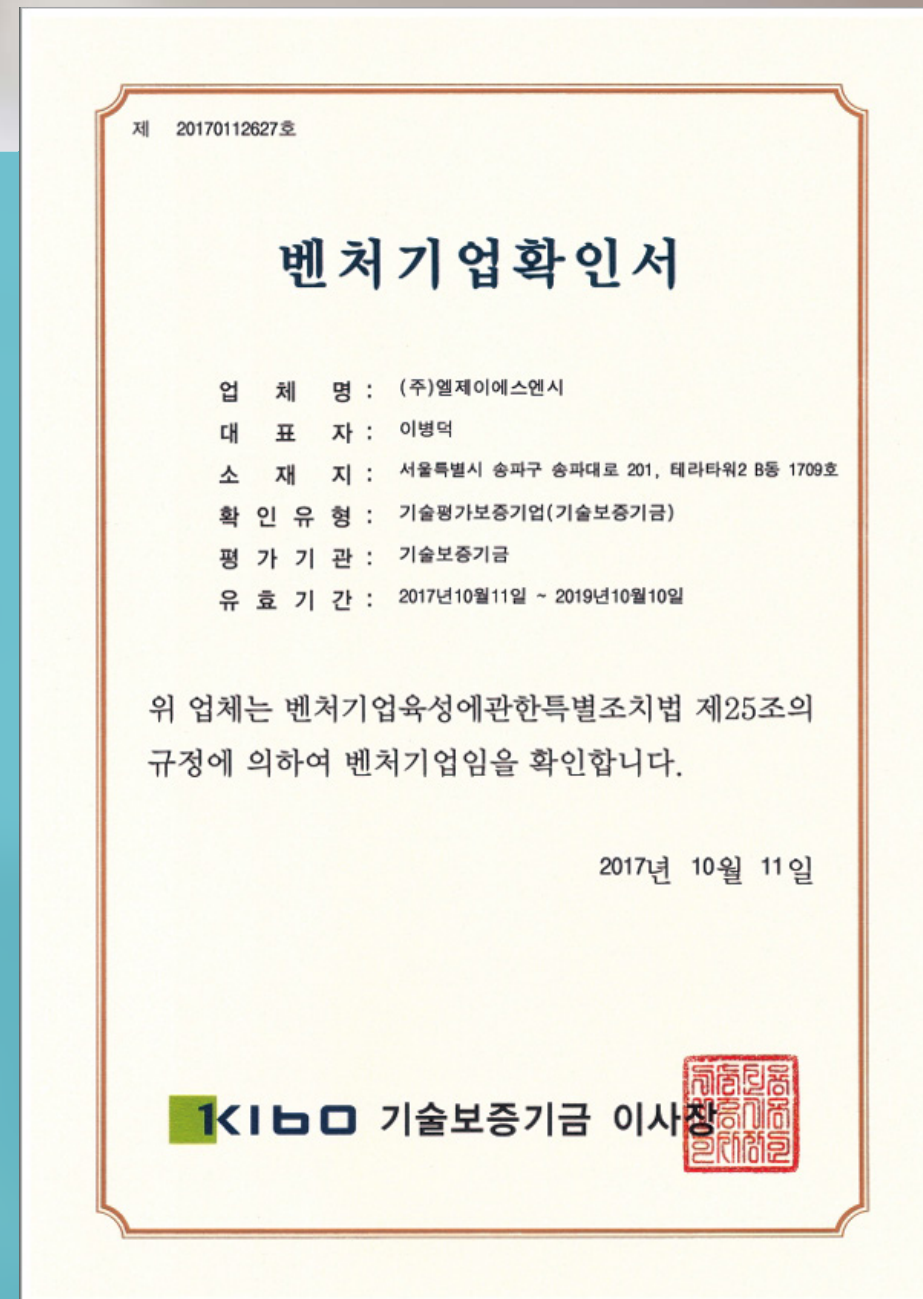 제 20170112627호
벤처기업확인서
업 체 명 : (주)엘제이에스엔시
대 표 자 : 이병덕
소 재 지 : 서울특별시 송파구 송파대로 201, 테라타워2 B동 1709호
확 인 유 형 : 기술평가보증기업(기술보증기금)
평 가 기 관 : 기술보증기금
유 효 기 간 : 2017년10월11일 ~ 2019년10월10일
위 업체는 벤처기업육성에관한특별조치법 제25조의
규정에 의하여 벤처기업임을 확인합니다.
2017년 10월 11일
KIBO 기술보증기금 이사장